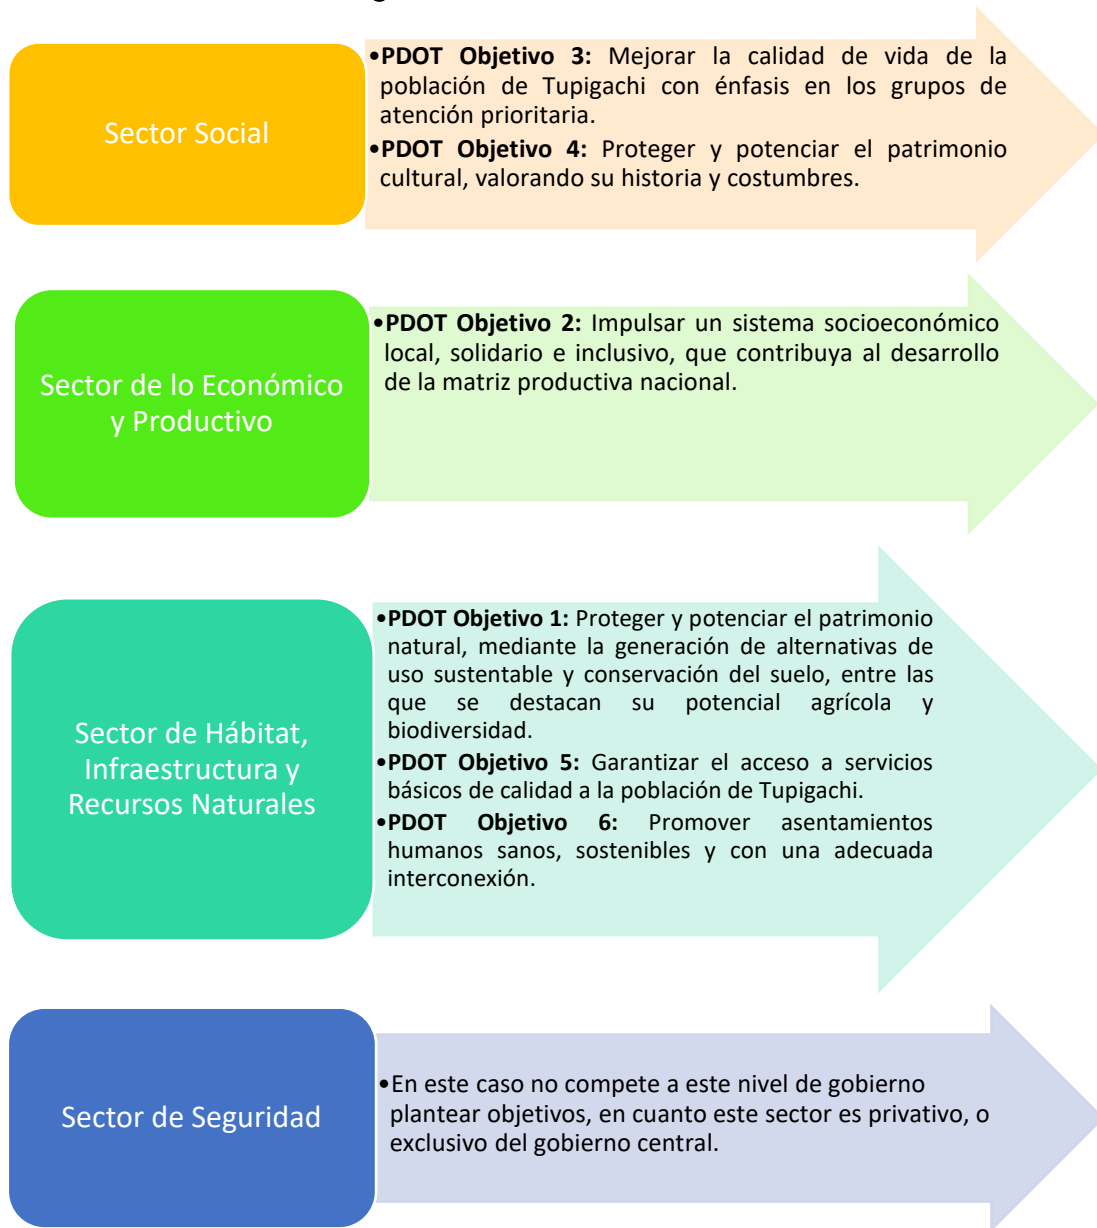 Sector Social
•PDOT Objetivo 3: Mejorar la calidad de vida de la
población de Tupigachi con énfasis en los grupos de
atención prioritaria.
•PDOT Objetivo 4: Proteger y potenciar el patrimonio
cultural, valorando su historia y costumbres.
Sector de lo Económico
y Productivo
•PDOT Objetivo 2: Impulsar un sistema socioeconómico
local, solidario e inclusivo, que contribuya al desarrollo
de la matriz productiva nacional.
Sector de Hábitat,
Infraestructura y
Recursos Naturales
•PDOT Objetivo 1: Proteger y potenciar el patrimonio
natural, mediante la generación de alternativas de
uso sustentable y conservación del suelo, entre las
que se destacan su potencial agrícola y
biodiversidad.
•PDOT Objetivo 5: Garantizar el acceso a servicios
básicos de calidad a la población de Tupigachi.
•PDOT Objetivo 6: Promover asentamientos
humanos sanos, sostenibles y con una adecuada
interconexión.
Sector de Seguridad
•En este caso no compete a este nivel de gobierno
plantear objetivos, en cuanto este sector es privativo, o
exclusivo del gobierno central.